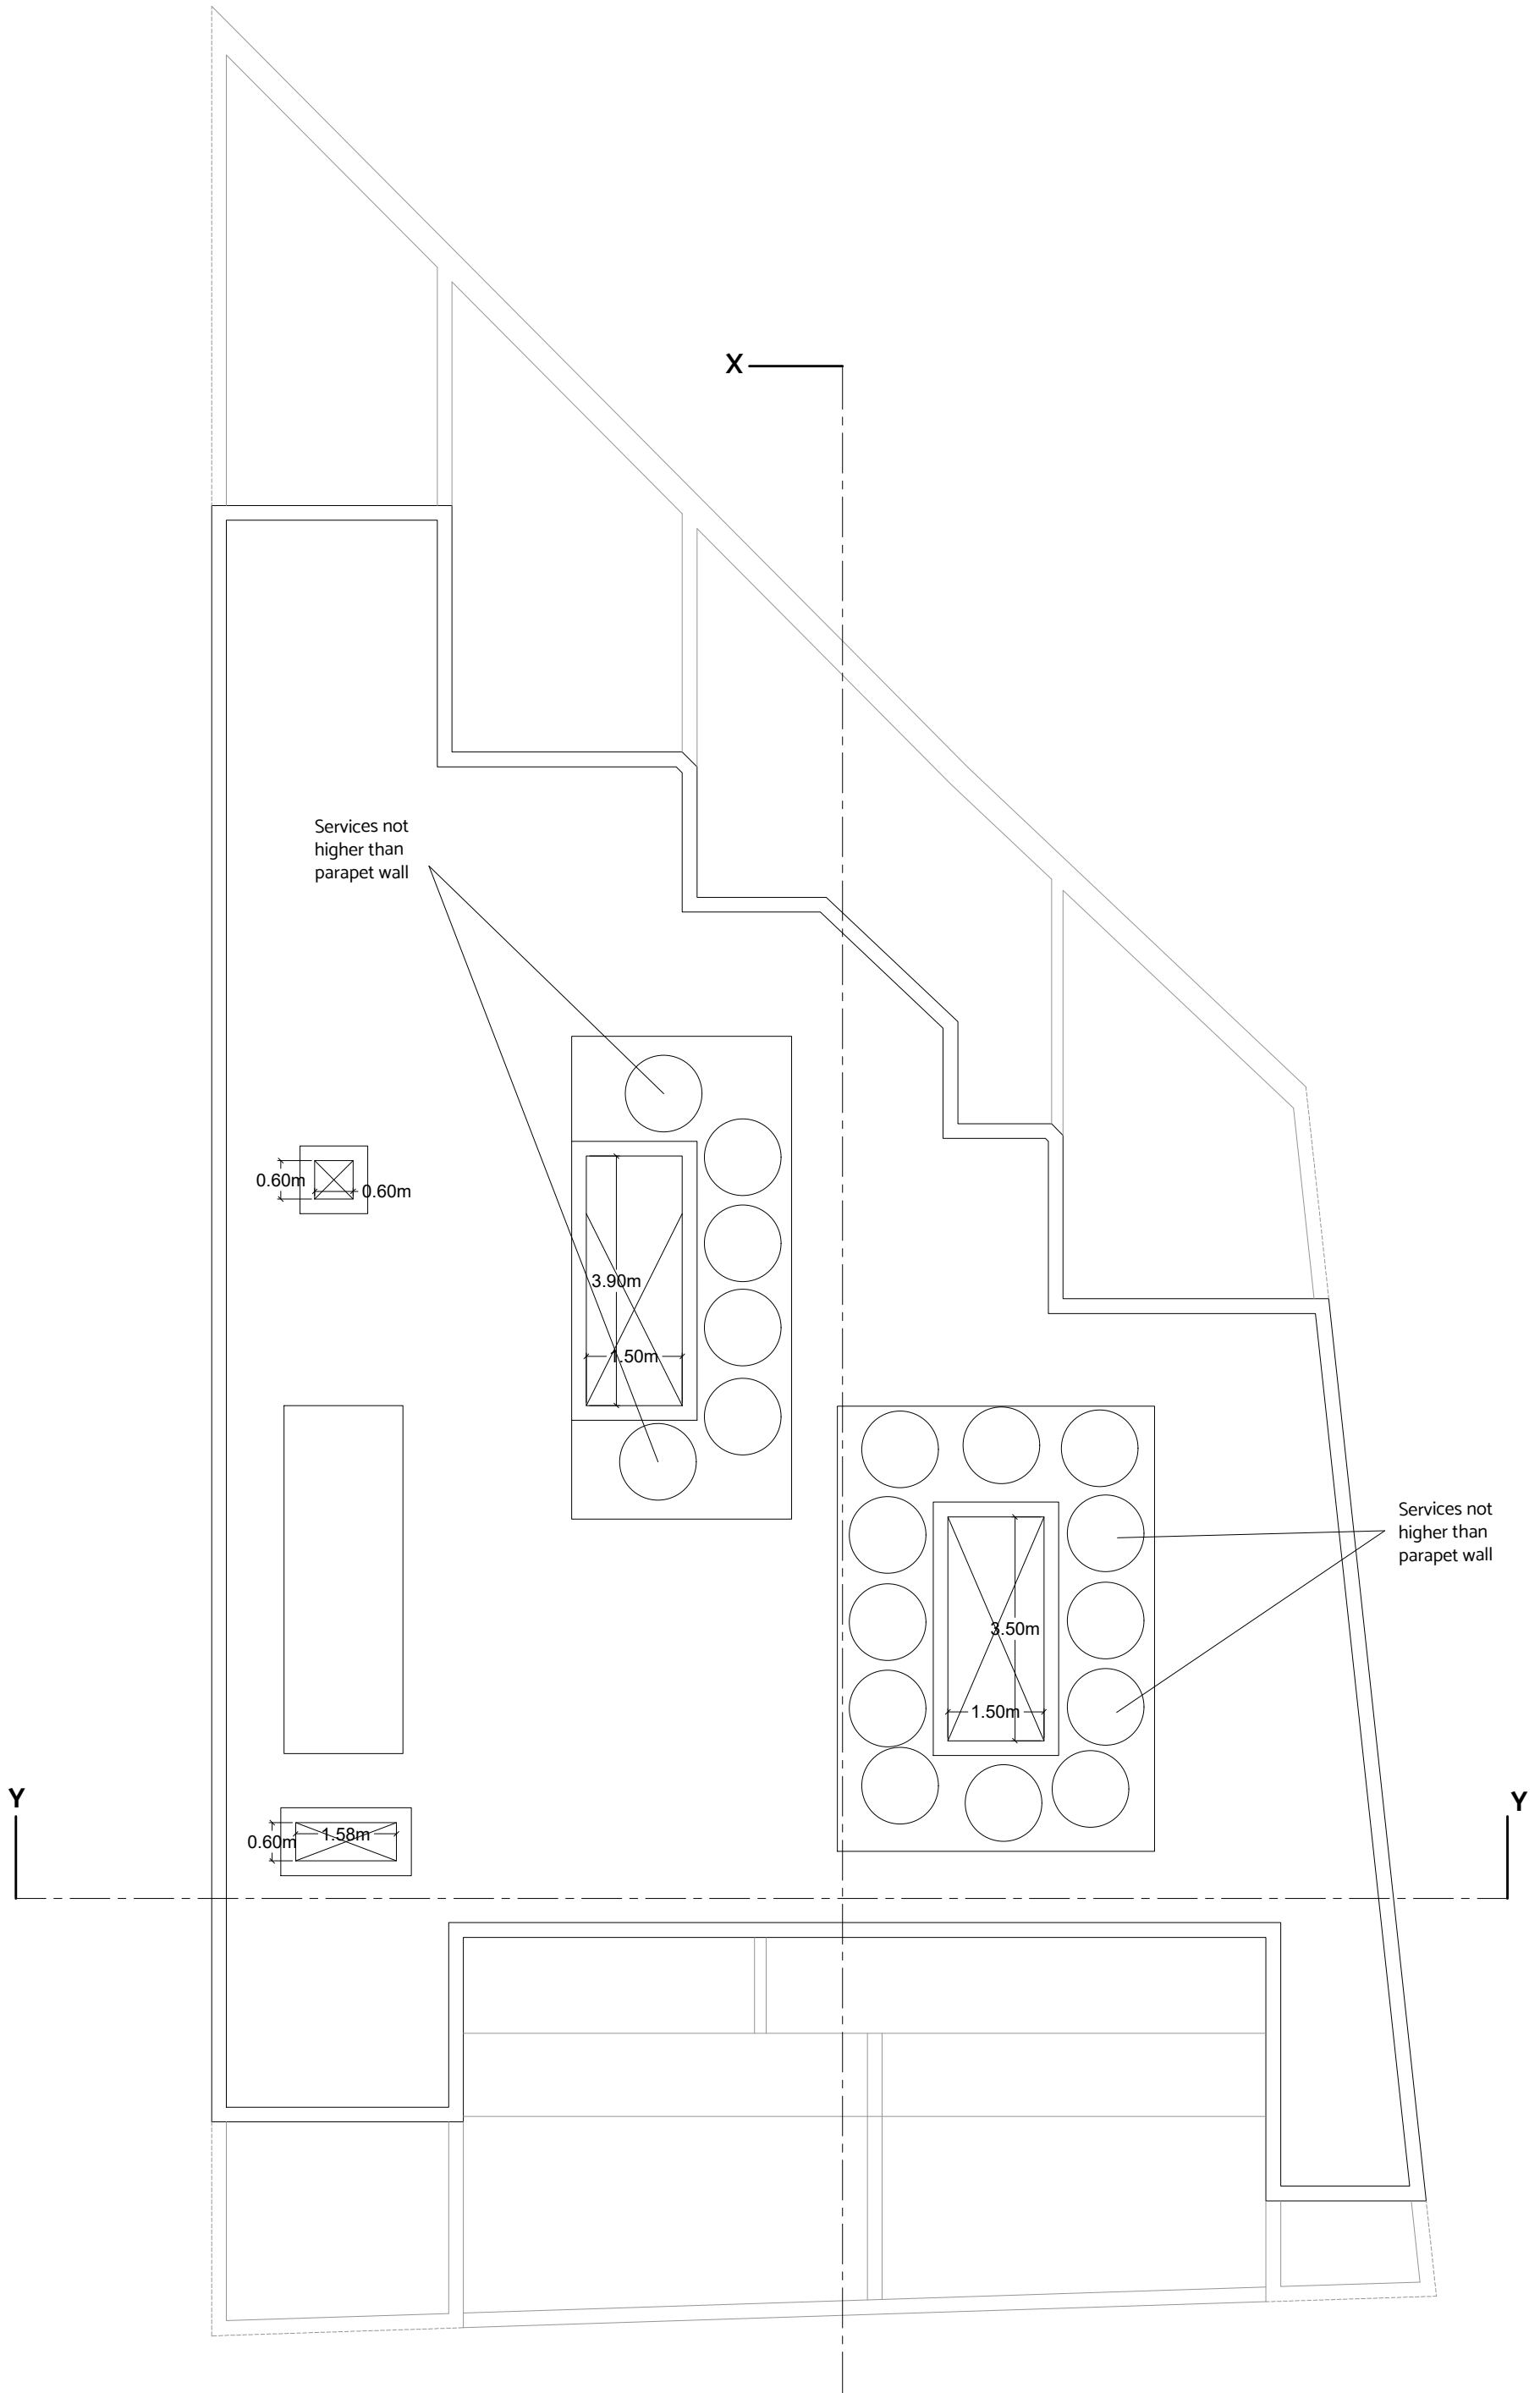 X
Services not
higher than
parapet wall
0.60m
0.60m
3.90m
1.50m
Services not
higher than
parapet wall
3.50m
1.50m
Y
Y
1.58m
0.60m